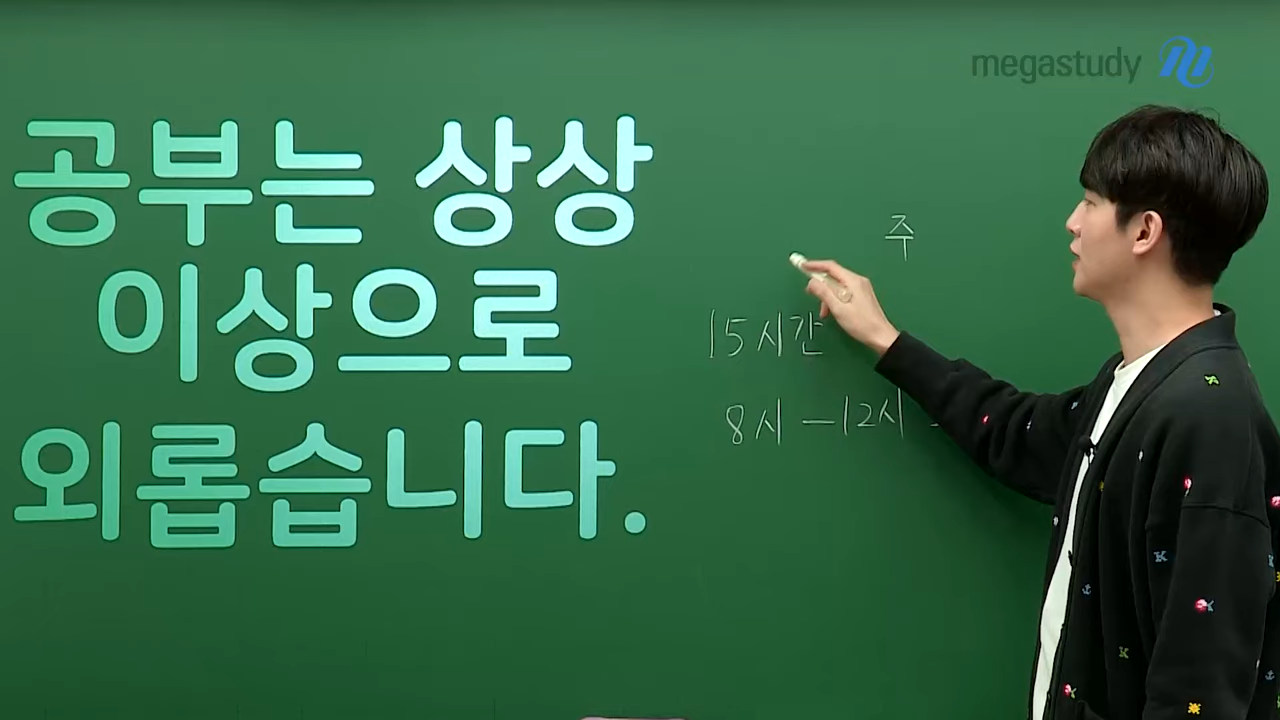 megastudy
공부는 상상
이상으로
외롭습니다.
주
15시간
8시 - 12시 -